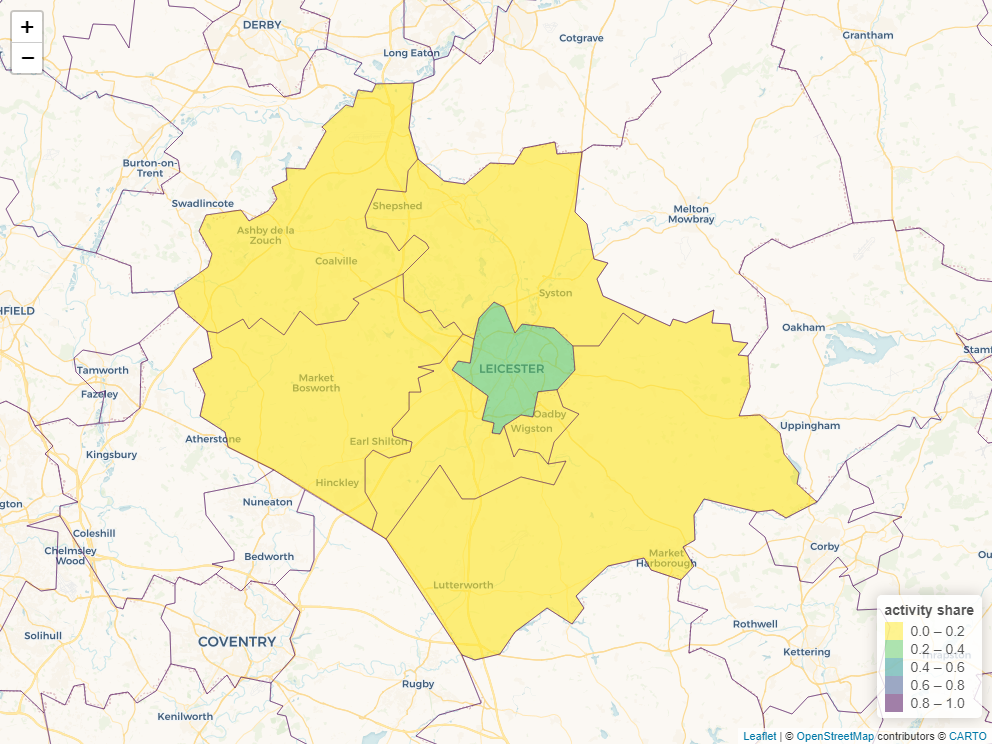 +
−
DERBY
Cotgrave
Grantham
Long Eaton
Burton-on-
Trent
Swadlincote
Shepshed
Melton
Mowbray
Ashby de la
Zouch
Coalville
Syston
HFIELD
Oakham
Stamf
LEICESTER
Tamworth
Market
Bosworth
Fazeley
Oadby
Wigston
Uppingham
Atherstone
Earl Shilton
Kingsbury
Hinckley
Nuneaton
gton
Coleshill
Chelmsley
Wood
Bedworth
Corby
Market
Harborough
Ou
Lutterworth
Rothwell
Solihull
COVENTRY
Kettering
Rugby
Kenilworth
activity share
0.0 – 0.2
0.2 – 0.4
0.4 – 0.6
0.6 – 0.8
0.8 – 1.0
Leaflet | © OpenStreetMap contributors © CARTO